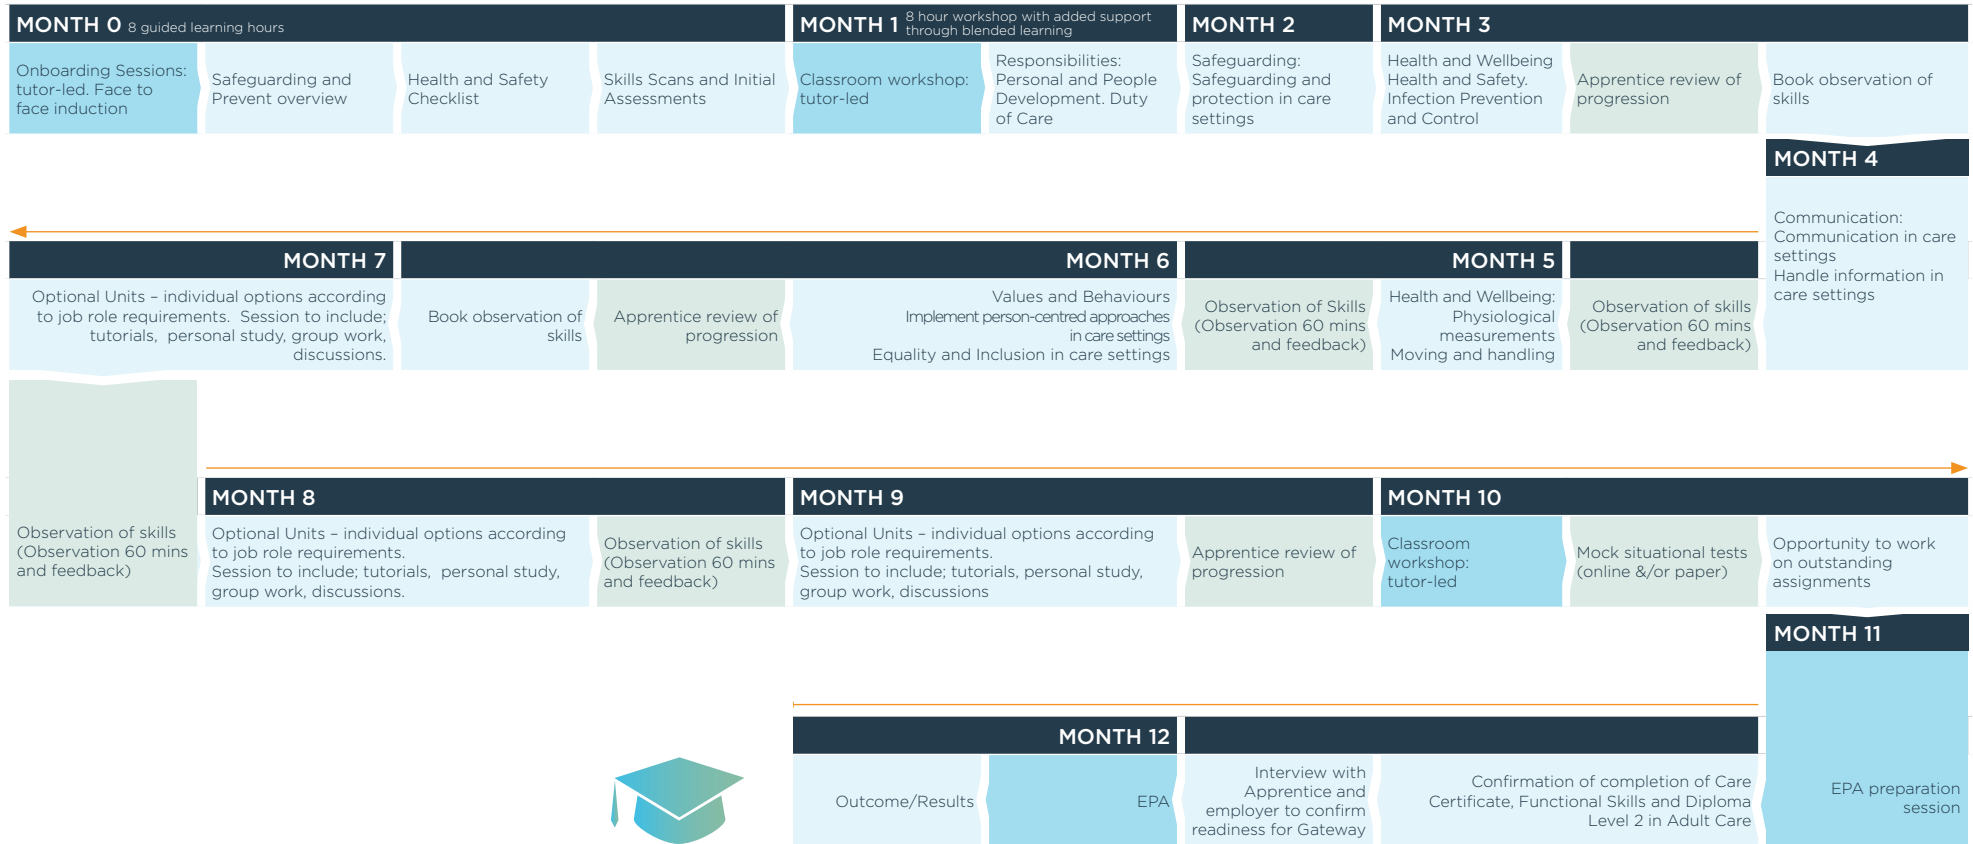 MONTH 0 8 guided learning hours
Onboarding Sessions:
tutor-led. Face to
face induction
Safeguarding and
Prevent overview
Health and Safety
Checklist
Skills Scans and Initial
Assessments
MONTH 1 8 hour workshop with added support
through blended learning
Classroom workshop:
tutor-led
Responsibilities:
Personal and People
Development. Duty
of Care
MONTH 2
Safeguarding:
Safeguarding and
protection in care
settings
MONTH 3
Health and Wellbeing
Health and Safety.
Infection Prevention
and Control
Apprentice review of
progression
Book observation of
skills
MONTH 4
Communication:
Communication in care
settings
Handle information in
care settings
Observation of skills
(Observation 60 mins
and feedback)
MONTH 5
Health and Wellbeing:
Physiological
measurements
Moving and handling
Observation of Skills
(Observation 60 mins
and feedback)
MONTH 6
Values and Behaviours
Implement person-centred approaches
in care settings
Equality and Inclusion in care settings
Apprentice review of
progression
Book observation of
skills
MONTH 7
Optional Units – individual options according
to job role requirements. Session to include;
tutorials, personal study, group work,
discussions.
Observation of skills
(Observation 60 mins
and feedback)
MONTH 8
Optional Units – individual options according
to job role requirements.
Session to include; tutorials, personal study,
group work, discussions.
Observation of skills
(Observation 60 mins
and feedback)
MONTH 9
Optional Units – individual options according
to job role requirements.
Session to include; tutorials, personal study,
group work, discussions
Apprentice review of
progression
MONTH 10
Classroom
workshop:
tutor-led
Mock situational tests
(online &/or paper)
Opportunity to work
on outstanding
assignments
MONTH 11
EPA preparation
session
Confirmation of completion of Care
Certificate, Functional Skills and Diploma
Level 2 in Adult Care
Interview with
Apprentice and
employer to confirm
readiness for Gateway
MONTH 12
EPA
Outcome/Results